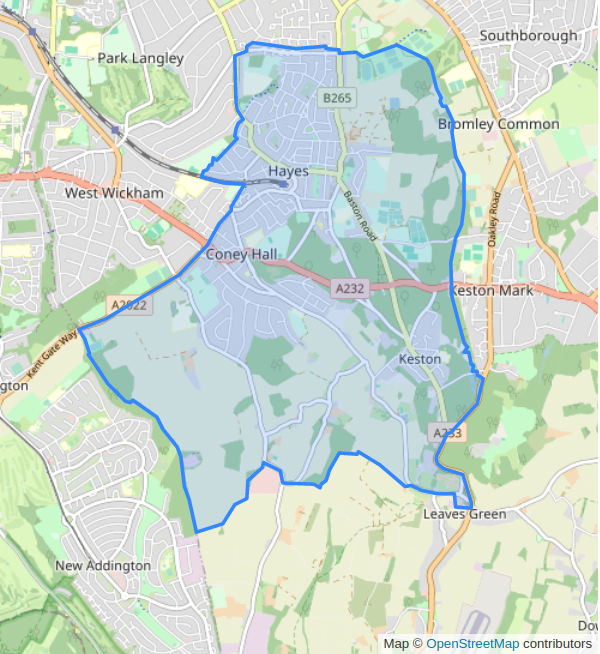 Southborough
Park Langley
B265
Bromley Common
Hayes
West Wickham
Baston Road
Oakley Road
Coney Hall
A232
Keston Mark
A2022
Kent Gate Way
Keston
ngton
A233
Leaves Green
New Addington
Dow
Map © OpenStreetMap contributors